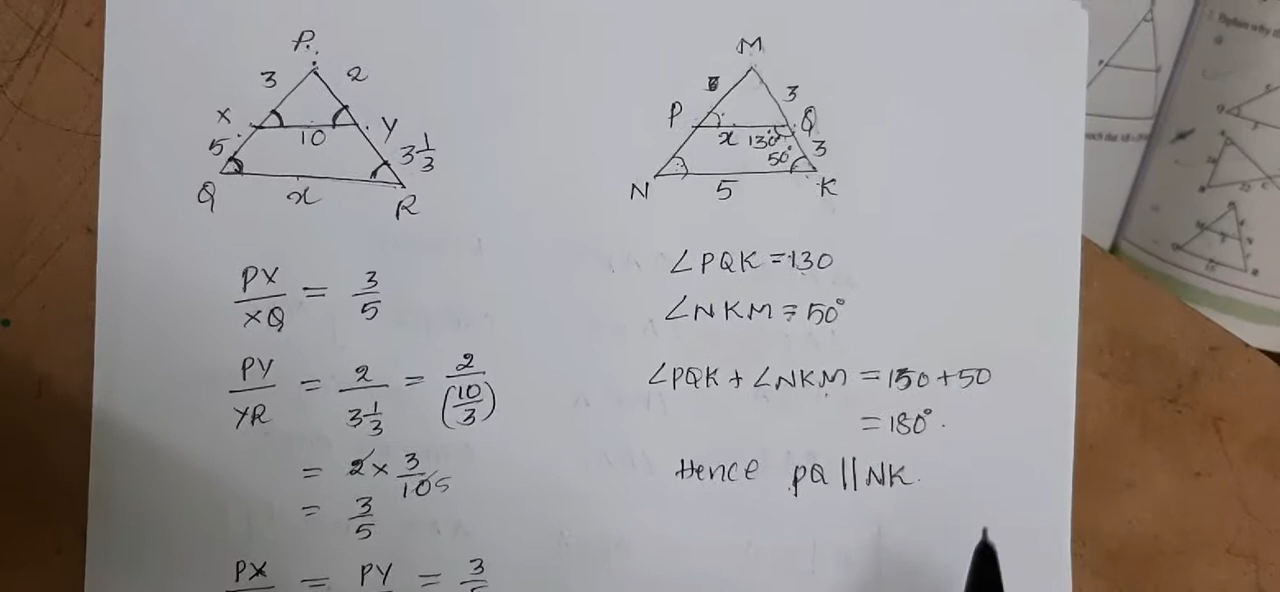 P
3 2
X Y
10
5 3 1/3
Q x R
PX/XQ = 3/5
PY/YR = 2/(3 1/3) = 2/(10/3)
= 2 × 3/10 5
= 3/5
PX = PY = 3
M
3
P Q
x 130°
50° 3
N 5 K
∠PQK = 130
∠NKM = 50°
∠PQK + ∠NKM = 130+50
= 180°.
Hence PQ || NK.
Explain why